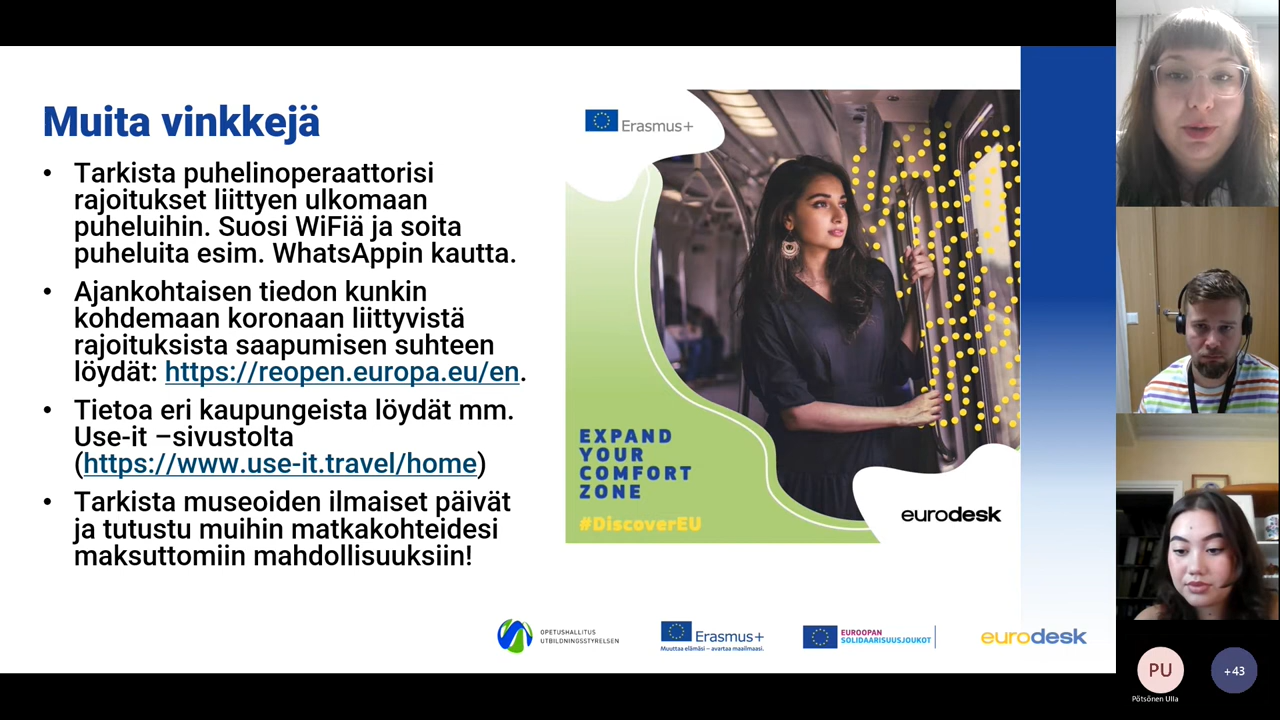 Muita vinkkejä
• Tarkista puhelinoperaattorisi
rajoitukset liittyen ulkomaan
puheluihin. Suosi WiFiä ja soita
puheluita esim. WhatsAppin kautta.
• Ajankohtaisen tiedon kunkin
kohdemaan koronaan liittyvistä
rajoituksista saapumisen suhteen
löydät: https://reopen.europa.eu/en.
• Tietoa eri kaupungeista löydät mm.
Use-it –sivustolta
(https://www.use-it.travel/home)
• Tarkista museoiden ilmaiset päivät
ja tutustu muihin matkakohteidesi
maksuttomiin mahdollisuuksiin!
Erasmus+
EXPAND
YOUR
COMFORT
ZONE
#DiscoverEU
eurodesk
OPETUSHALLITUS
UTBILDNINGSSTYRELSEN
Erasmus+
Muuttaa elämäsi – avartaa maailmaasi.
EUROOPAN
SOLIDAARISUUSJOUKOT
eurodesk
PU
Pötsönen Ulla
+43